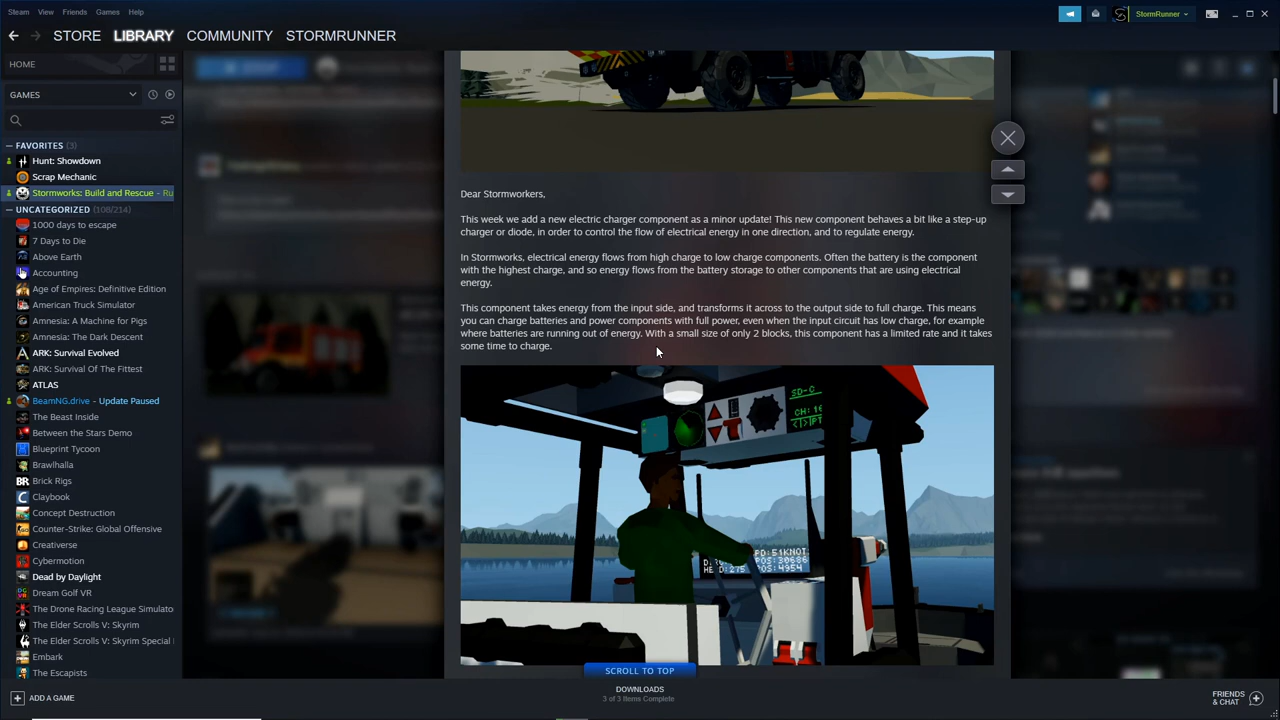 Steam View Friends Games Help
StormRunner
STORE LIBRARY COMMUNITY STORMRUNNER
HOME
GAMES
FAVORITES (3)
Hunt: Showdown
Scrap Mechanic
Stormworks: Build and Rescue - Ru
UNCATEGORIZED (108/214)
1000 days to escape
7 Days to Die
Above Earth
Accounting
Age of Empires: Definitive Edition
American Truck Simulator
Amnesia: A Machine for Pigs
Amnesia: The Dark Descent
ARK: Survival Evolved
ARK: Survival Of The Fittest
ATLAS
BeamNG.drive - Update Paused
The Beast Inside
Between the Stars Demo
Blueprint Tycoon
Brawlhalla
Brick Rigs
Claybook
Concept Destruction
Counter-Strike: Global Offensive
Creativerse
Cybermotion
Dead by Daylight
Dream Golf VR
The Drone Racing League Simulato
The Elder Scrolls V: Skyrim
The Elder Scrolls V: Skyrim Special
Embark
The Escapists
Dear Stormworkers,
This week we add a new electric charger component as a minor update! This new component behaves a bit like a step-up
charger or diode, in order to control the flow of electrical energy in one direction, and to regulate energy.
In Stormworks, electrical energy flows from high charge to low charge components. Often the battery is the component
with the highest charge, and so energy flows from the battery storage to other components that are using electrical
energy.
This component takes energy from the input side, and transforms it across to the output side to full charge. This means
you can charge batteries and power components with full power, even when the input circuit has low charge, for example
where batteries are running out of energy. With a small size of only 2 blocks, this component has a limited rate and it takes
some time to charge.
SD-C
CH: 16
PD:51KNOT
POS:30686
HED:275 POS:4954
SCROLL TO TOP
ADD A GAME
DOWNLOADS
3 of 3 Items Complete
FRIENDS
& CHAT